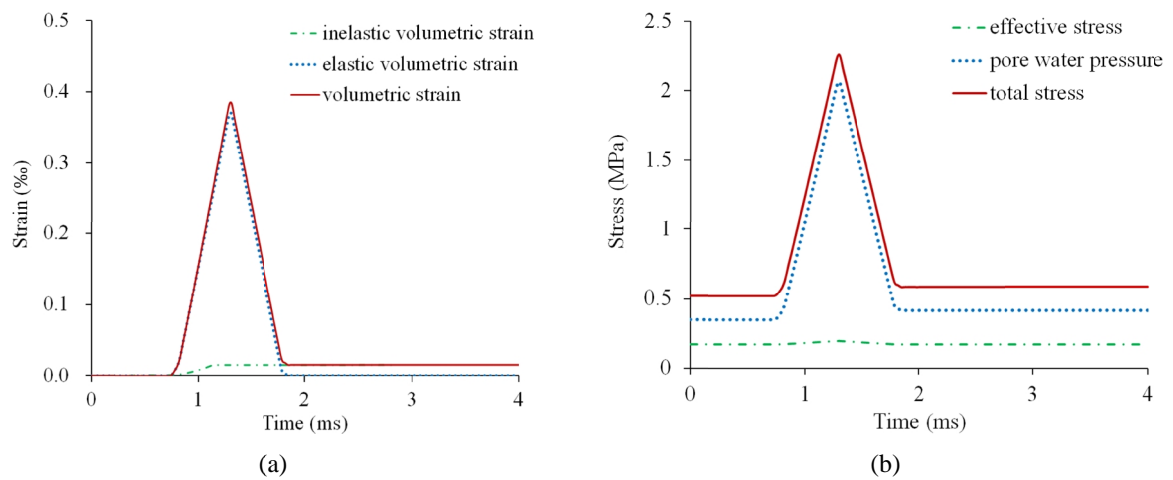 0.5
0.4
0.3
0.2
0.1
0.0
Strain (‰)
inelastic volumetric strain
elastic volumetric strain
volumetric strain
0 1 2 3 4
Time (ms)
(a)
2.5
2
1.5
1
0.5
0
Stress (MPa)
effective stress
pore water pressure
total stress
0 1 2 3 4
Time (ms)
(b)